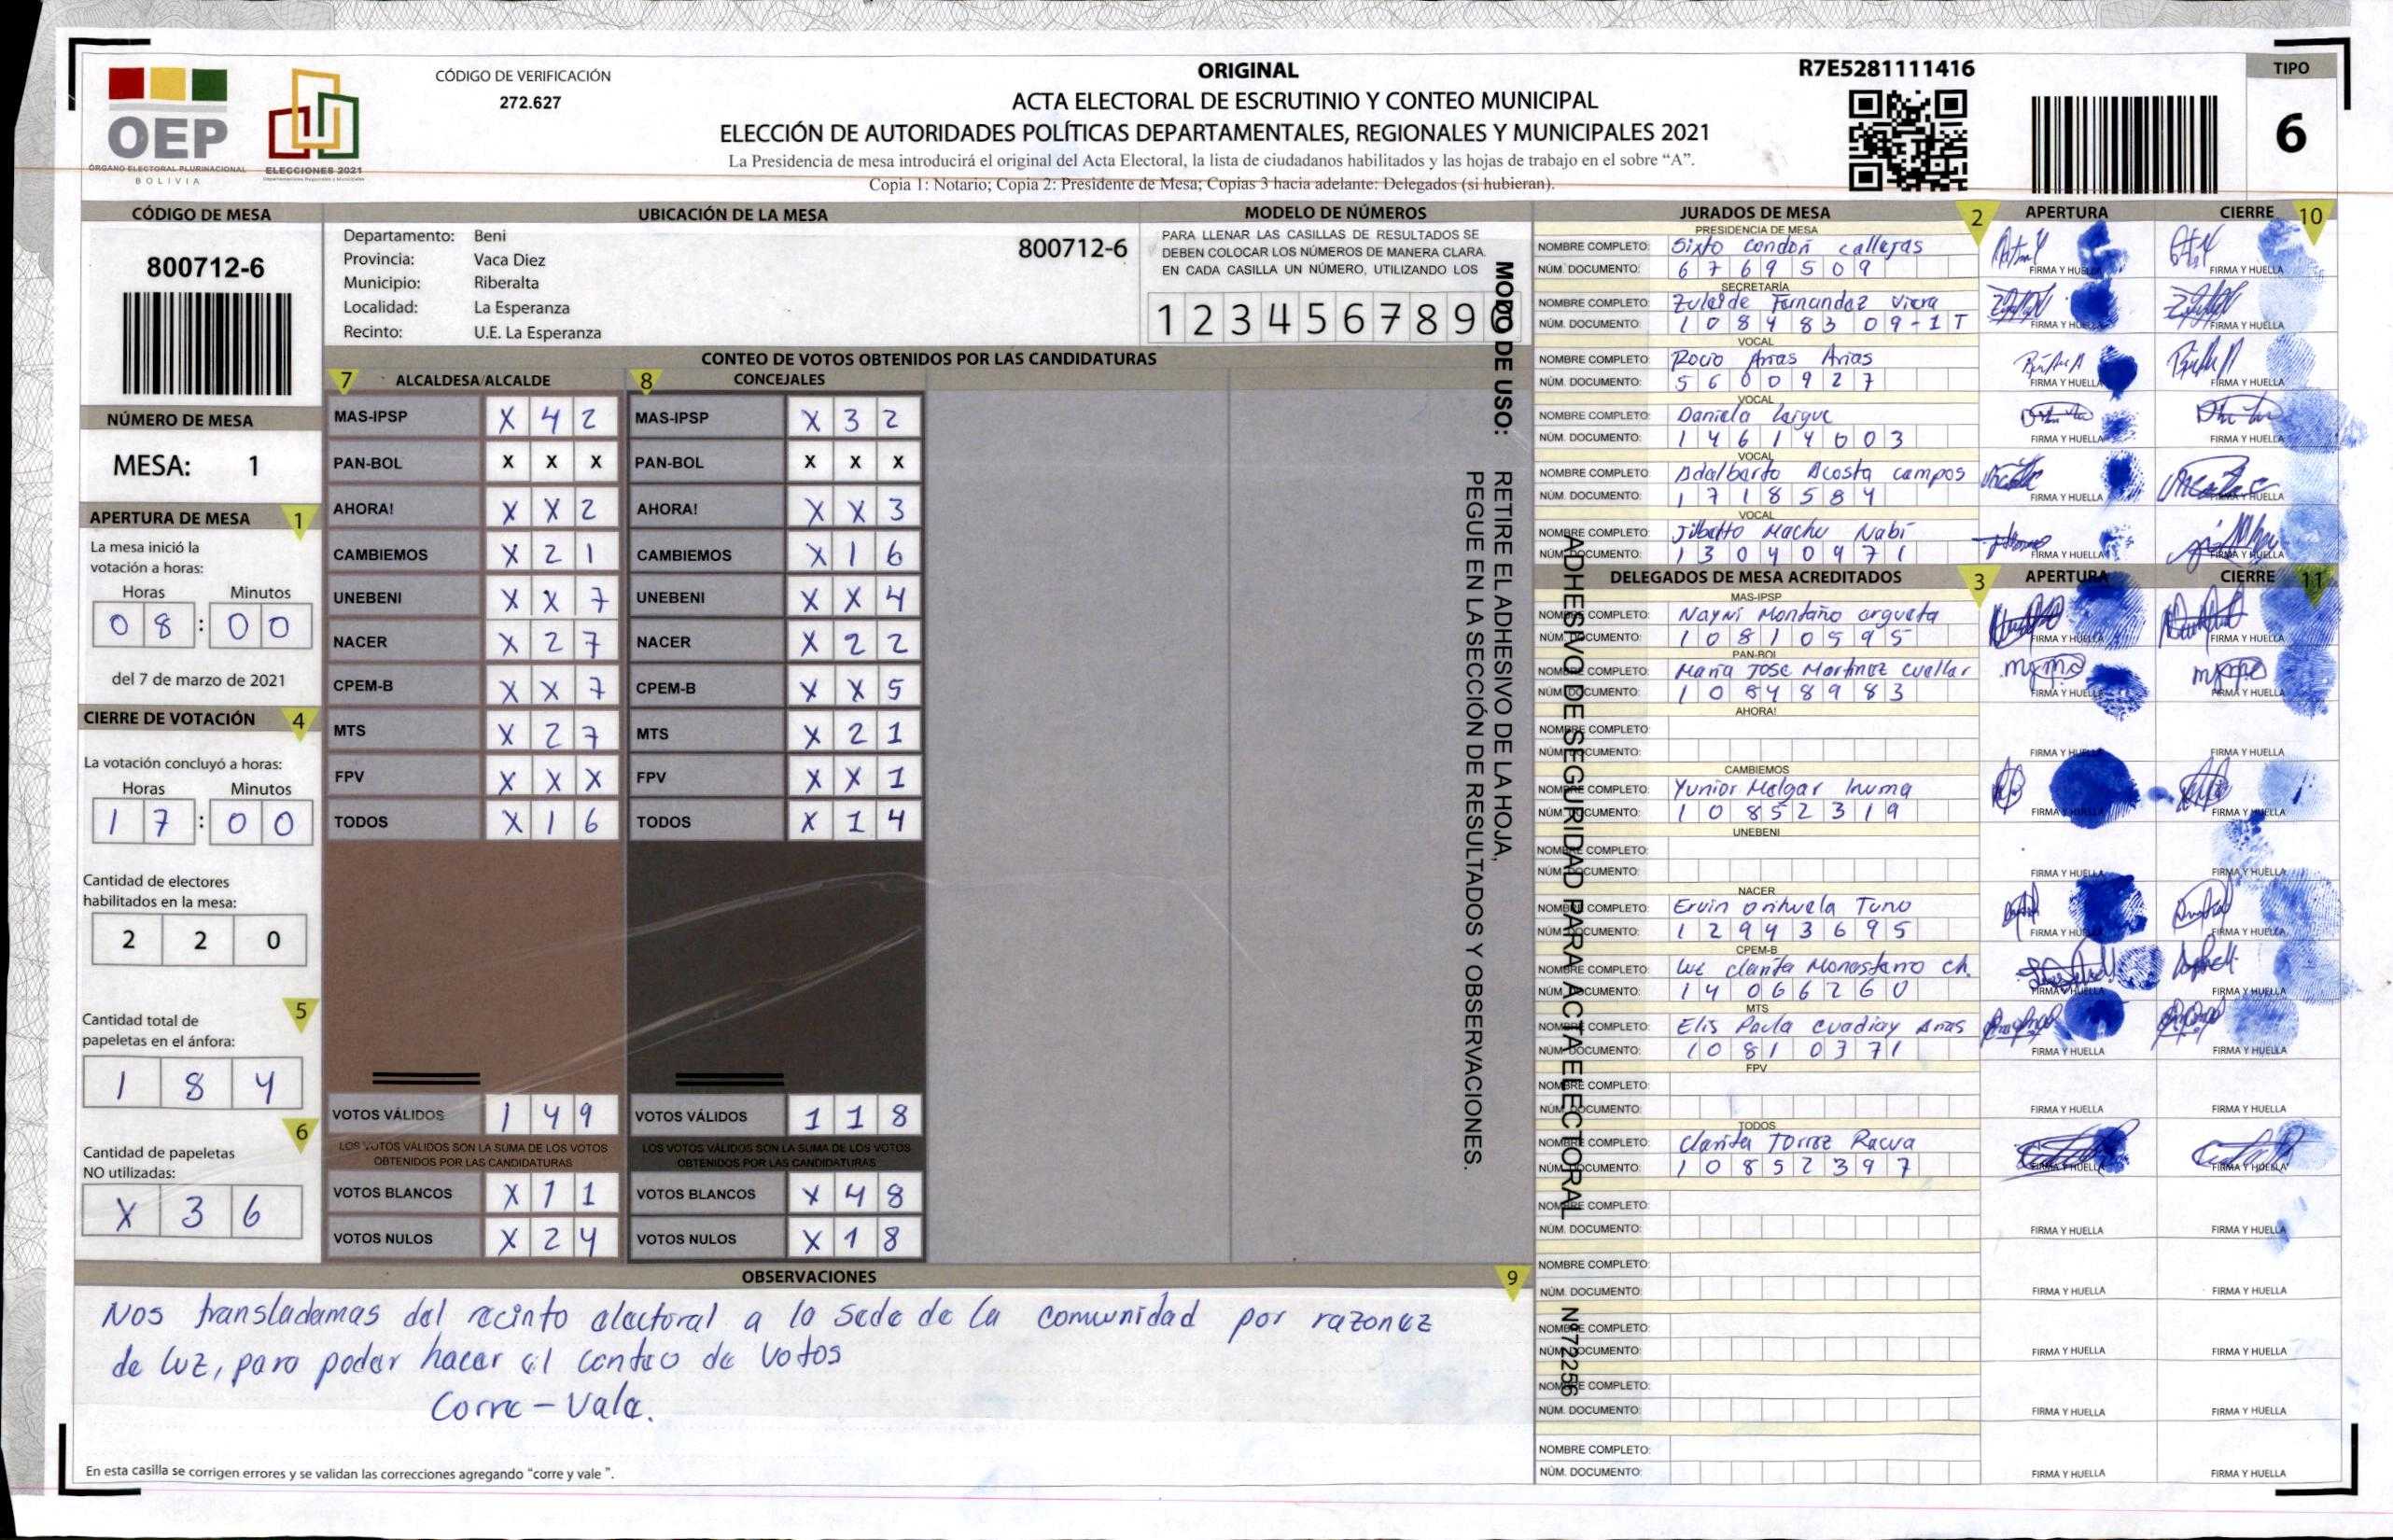 CÓDIGO DE VERIFICACIÓN
272.627
OEP
ÓRGANO ELECTORAL PLURINACIONAL
BOLIVIA
ELECCIONES 2021
ORIGINAL
ACTA ELECTORAL DE ESCRUTINIO Y CONTEO MUNICIPAL
ELECCIÓN DE AUTORIDADES POLÍTICAS DEPARTAMENTALES, REGIONALES Y MUNICIPALES 2021
La Presidencia de mesa introducirá el original del Acta Electoral, la lista de ciudadanos habilitados y las hojas de trabajo en el sobre “A”.
Copia 1: Notario; Copia 2: Presidente de Mesa; Copias 3 hacia adelante: Delegados (si hubieran).
R7E5281111416
TIPO
6
CÓDIGO DE MESA
800712-6
NÚMERO DE MESA
MESA: 1
APERTURA DE MESA 1
La mesa inició la
votación a horas:
Horas Minutos
08:00
del 7 de marzo de 2021
CIERRE DE VOTACIÓN 4
La votación concluyó a horas:
Horas Minutos
17:00
Cantidad de electores
habilitados en la mesa:
2 2 0
5
Cantidad total de
papeletas en el ánfora:
1 8 4
6
Cantidad de papeletas
NO utilizadas:
X 3 6
UBICACIÓN DE LA MESA
Departamento: Beni
Provincia: Vaca Diez
Municipio: Riberalta
Localidad: La Esperanza
Recinto: U.E. La Esperanza
800712-6
MODELO DE NÚMEROS
PARA LLENAR LAS CASILLAS DE RESULTADOS SE
DEBEN COLOCAR LOS NÚMEROS DE MANERA CLARA.
EN CADA CASILLA UN NÚMERO, UTILIZANDO LOS
1 2 3 4 5 6 7 8 9 0
CONTEO DE VOTOS OBTENIDOS POR LAS CANDIDATURAS
7 ALCALDESA/ALCALDE 8 CONCEJALES
MAS-IPSP X 4 2 MAS-IPSP X 3 2
PAN-BOL X X X PAN-BOL X X X
AHORA! X X 2 AHORA! X X 3
CAMBIEMOS X 2 1 CAMBIEMOS X 1 6
UNEBENI X X 7 UNEBENI X X 4
NACER X 2 7 NACER X 2 2
CPEM-B X X 7 CPEM-B X X 5
MTS X 2 7 MTS X 2 1
FPV X X X FPV X X 1
TODOS X 1 6 TODOS X 1 4
VOTOS VÁLIDOS 1 4 9 VOTOS VÁLIDOS 1 1 8
LOS VOTOS VÁLIDOS SON LA SUMA DE LOS VOTOS OBTENIDOS POR LAS CANDIDATURAS
LOS VOTOS VÁLIDOS SON LA SUMA DE LOS VOTOS OBTENIDOS POR LAS CANDIDATURAS
VOTOS BLANCOS X 1 1 VOTOS BLANCOS X 4 8
VOTOS NULOS X 2 4 VOTOS NULOS X 1 8
MODO DE USO: RETIRE EL ADHESIVO DE LA HOJA,
PEGUE EN LA SECCIÓN DE RESULTADOS Y OBSERVACIONES.
ADHESIVO DE SEGURIDAD PARA ACTA ELECTORAL Nº 72256
OBSERVACIONES 9
Nos transladamas del recinto electoral a la sede de la comunidad por razonez
de luz, para poder hacer el conteo de votos
Corre - Vale.
En esta casilla se corrigen errores y se validan las correcciones agregando “corre y vale ”.
JURADOS DE MESA 2 APERTURA CIERRE 10
PRESIDENCIA DE MESA
NOMBRE COMPLETO: Sixto Condori callejas
NÚM. DOCUMENTO: 6769509 FIRMA Y HUELLA FIRMA Y HUELLA
SECRETARÍA
NOMBRE COMPLETO: Zuleide Fernandez Viera
NÚM. DOCUMENTO: 10848309-1T FIRMA Y HUELLA FIRMA Y HUELLA
VOCAL
NOMBRE COMPLETO: Rocio Arias Arias
NÚM. DOCUMENTO: 5600927 FIRMA Y HUELLA FIRMA Y HUELLA
VOCAL
NOMBRE COMPLETO: Daniela
NÚM. DOCUMENTO: 14614003 FIRMA Y HUELLA FIRMA Y HUELLA
VOCAL
NOMBRE COMPLETO: Adalberto Acosta campos
NÚM. DOCUMENTO: 1718584 FIRMA Y HUELLA FIRMA Y HUELLA
VOCAL
NOMBRE COMPLETO: Jilberto Machu Nabi
NÚM. DOCUMENTO: 13040971 FIRMA Y HUELLA FIRMA Y HUELLA
DELEGADOS DE MESA ACREDITADOS 3 APERTURA CIERRE 11
MAS-IPSP
NOMBRE COMPLETO: Nayni Montaño argueta
NÚM. DOCUMENTO: 10810595 FIRMA Y HUELLA FIRMA Y HUELLA
PAN-BOL
NOMBRE COMPLETO: Maria Jose Martinez Cuellar
NÚM. DOCUMENTO: 10848983 FIRMA Y HUELLA FIRMA Y HUELLA
AHORA!
NOMBRE COMPLETO:
NÚM. DOCUMENTO: FIRMA Y HUELLA FIRMA Y HUELLA
CAMBIEMOS
NOMBRE COMPLETO: Yunior Melgar Inuma
NÚM. DOCUMENTO: 10852319 FIRMA Y HUELLA FIRMA Y HUELLA
UNEBENI
NOMBRE COMPLETO:
NÚM. DOCUMENTO: FIRMA Y HUELLA FIRMA Y HUELLA
NACER
NOMBRE COMPLETO: Ervin Orihuela Tuno
NÚM. DOCUMENTO: 12943695 FIRMA Y HUELLA FIRMA Y HUELLA
CPEM-B
NOMBRE COMPLETO: Luz clarita Monasterio Ch.
NÚM. DOCUMENTO: 14066260 FIRMA Y HUELLA FIRMA Y HUELLA
MTS
NOMBRE COMPLETO: Elis Paula Cuadiay Arias
NÚM. DOCUMENTO: 10810371 FIRMA Y HUELLA FIRMA Y HUELLA
FPV
NOMBRE COMPLETO:
NÚM. DOCUMENTO: FIRMA Y HUELLA FIRMA Y HUELLA
TODOS
NOMBRE COMPLETO: Clarita Torrez Racua
NÚM. DOCUMENTO: 10852397 FIRMA Y HUELLA FIRMA Y HUELLA
NOMBRE COMPLETO:
NÚM. DOCUMENTO: FIRMA Y HUELLA FIRMA Y HUELLA
NOMBRE COMPLETO:
NÚM. DOCUMENTO: FIRMA Y HUELLA FIRMA Y HUELLA
NOMBRE COMPLETO:
NÚM. DOCUMENTO: FIRMA Y HUELLA FIRMA Y HUELLA
NOMBRE COMPLETO:
NÚM. DOCUMENTO: FIRMA Y HUELLA FIRMA Y HUELLA
NOMBRE COMPLETO:
NÚM. DOCUMENTO: FIRMA Y HUELLA FIRMA Y HUELLA